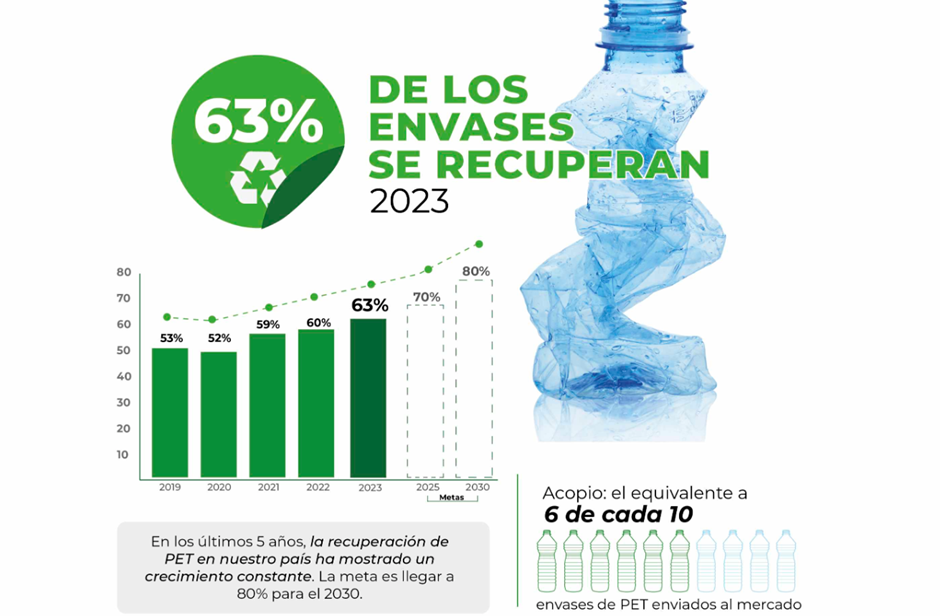 63%
DE LOS
ENVASES
SE RECUPERAN
2023
80
70
60
50
40
30
20
10
53%
52%
59%
60%
63%
70%
80%
2019 2020 2021 2022 2023 2025 2030
Metas
En los últimos 5 años, la recuperación de
PET en nuestro país ha mostrado un
crecimiento constante. La meta es llegar a
80% para el 2030.
Acopio: el equivalente a
6 de cada 10
envases de PET enviados al mercado